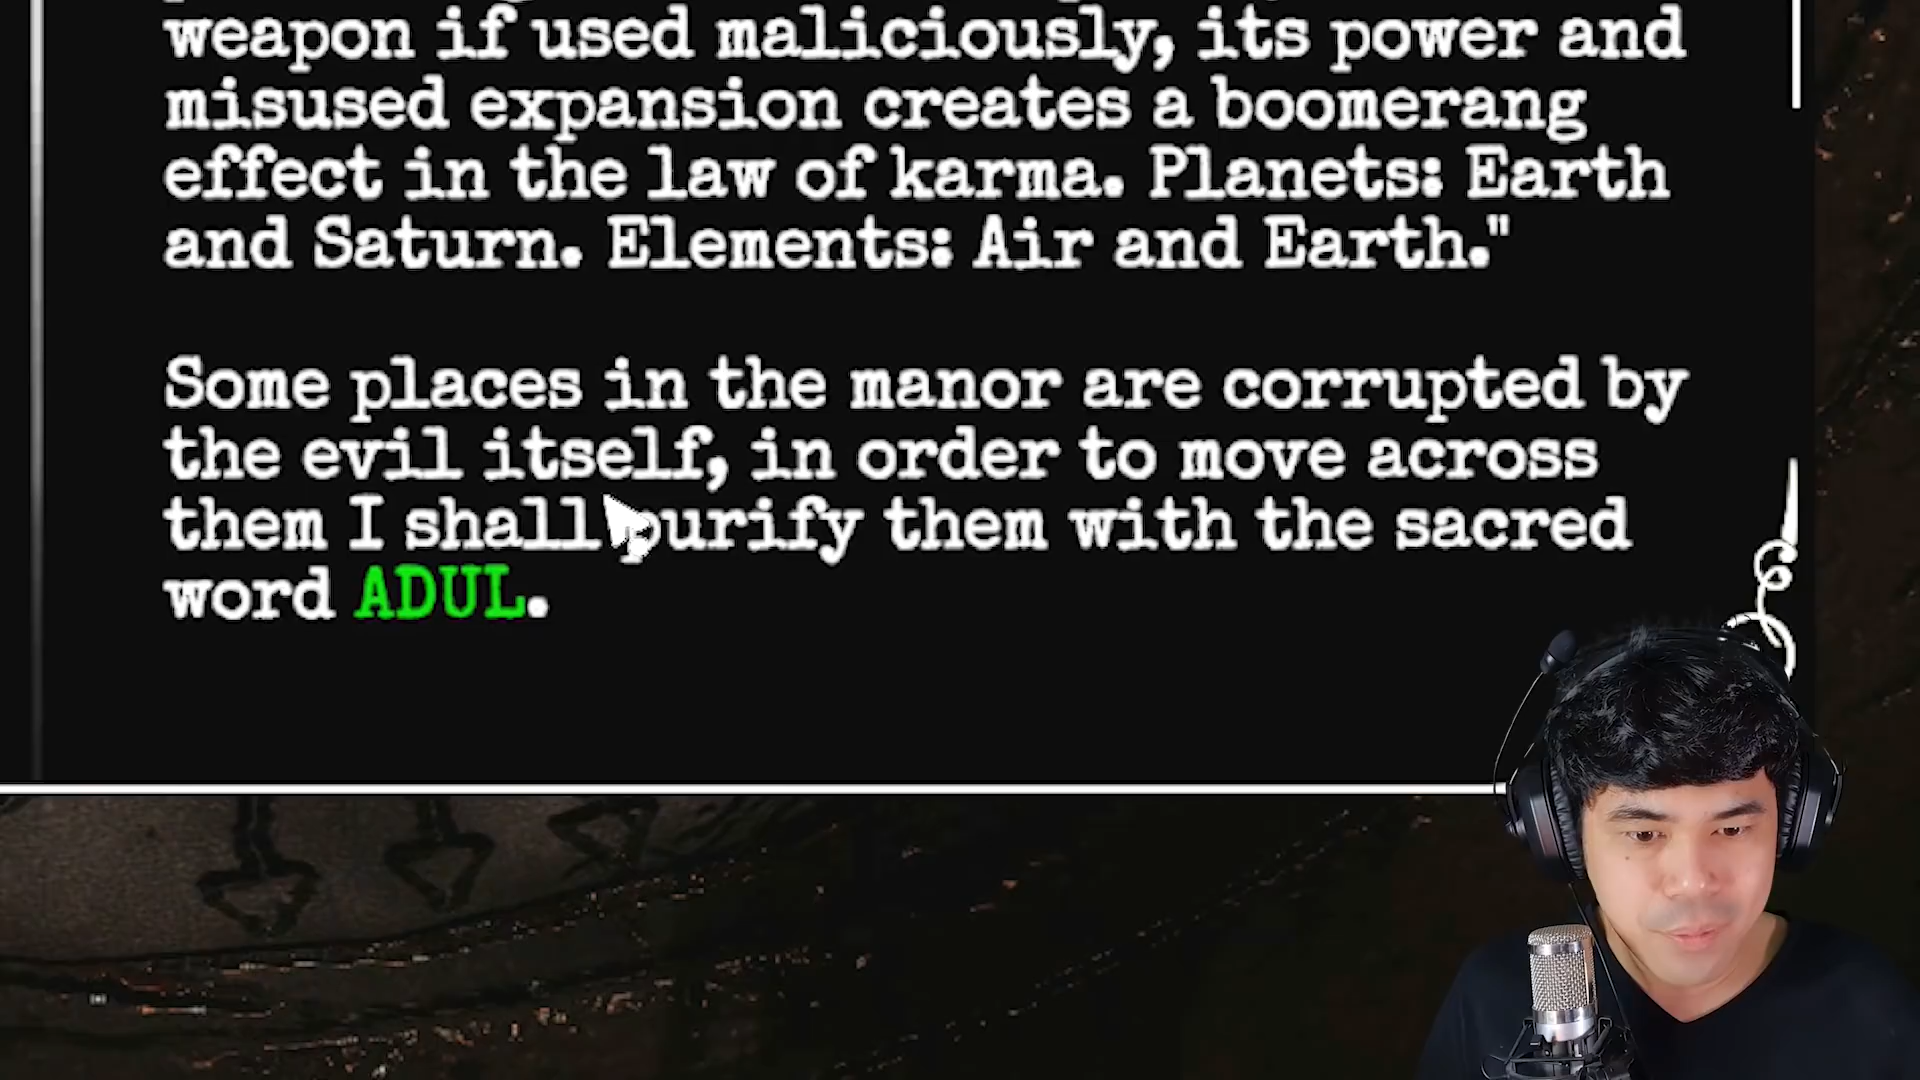 weapon if used maliciously, its power and
misused expansion creates a boomerang
effect in the law of karma. Planets: Earth
and Saturn. Elements: Air and Earth."
Some places in the manor are corrupted by
the evil itself, in order to move across
them I shall purify them with the sacred
word ADUL.